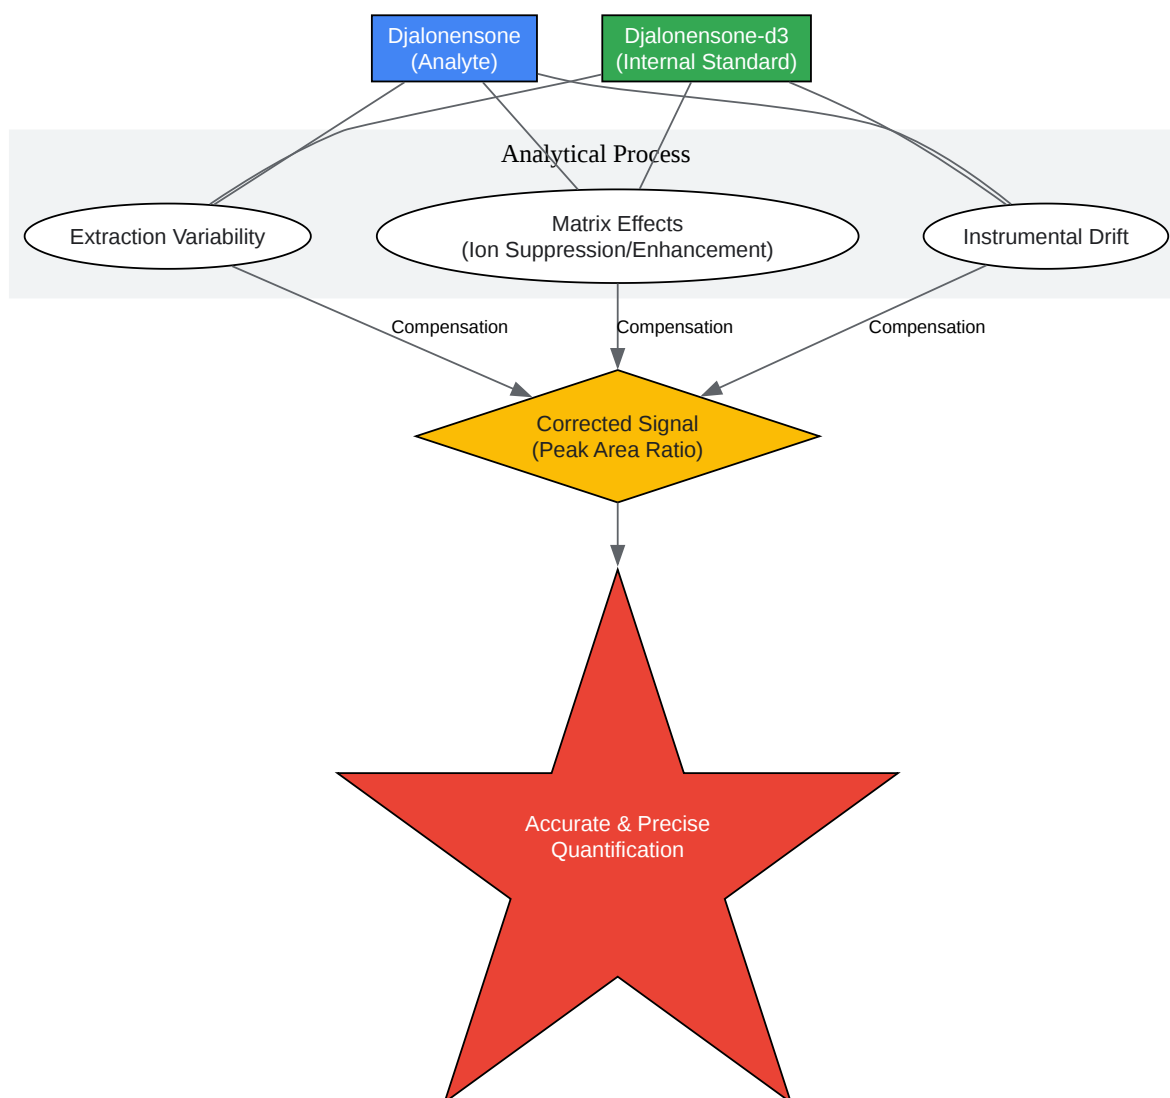 Djalonensone
(Analyte)
Djalonensone-d3
(Internal Standard)
Analytical Process
Extraction Variability
Matrix Effects
(Ion Suppression/Enhancement)
Instrumental Drift
Compensation
Compensation
Compensation
Corrected Signal
(Peak Area Ratio)
Accurate & Precise
Quantification